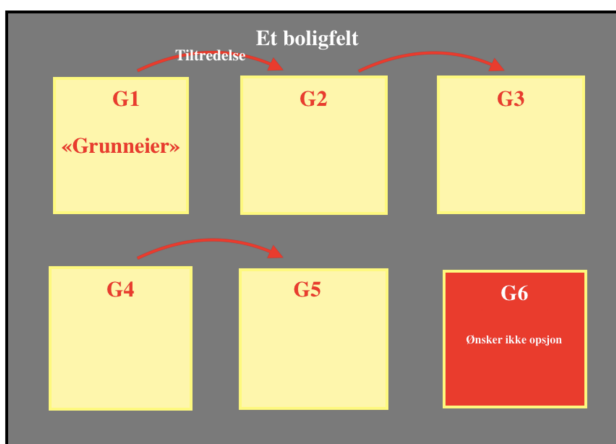 Et boligfelt
Tiltredelse
G1
G2
G3
«Grunneier»
G4
G5
G6
Ønsker ikke opsjon